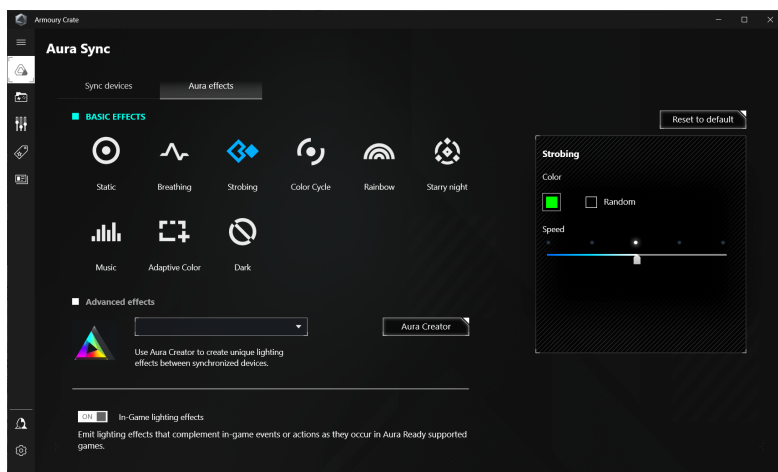 Armoury Crate
Aura Sync
Sync devices
Aura effects
BASIC EFFECTS
Static
Breathing
Strobing
Color Cycle
Rainbow
Starry night
Music
Adaptive Color
Dark
Advanced effects
Aura Creator
Use Aura Creator to create unique lighting
effects between synchronized devices.
ON
In-Game lighting effects
Emit lighting effects that complement in-game events or actions as they occur in Aura Ready supported
games.
Reset to default
Strobing
Color
Random
Speed